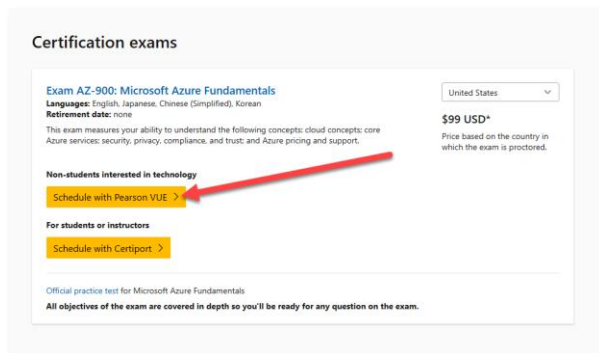 Certification exams
Exam AZ-900: Microsoft Azure Fundamentals
Languages: English, Japanese, Chinese (Simplified), Korean
Retirement date: none
This exam measures your ability to understand the following concepts: cloud concepts; core
Azure services; security, privacy, compliance, and trust; and Azure pricing and support.
Non-students interested in technology
Schedule with Pearson VUE >
For students or instructors
Schedule with Certiport >
Official practice test for Microsoft Azure Fundamentals
All objectives of the exam are covered in depth so you'll be ready for any question on the exam.
United States
$99 USD*
Price based on the country in
which the exam is proctored.